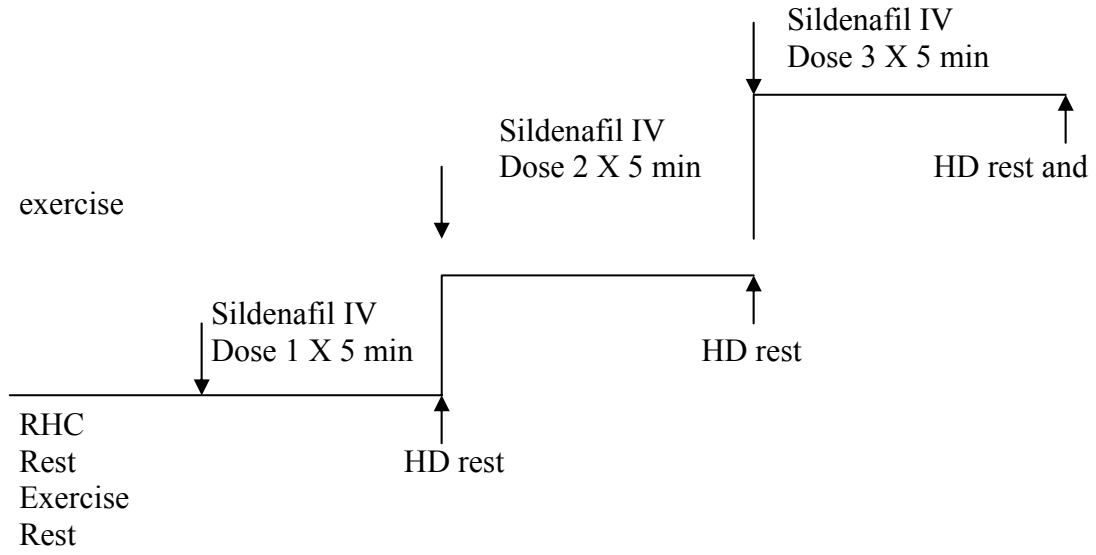 Sildenafil IV
Dose 3 X 5 min
Sildenafil IV
Dose 2 X 5 min
HD rest and
exercise
Sildenafil IV
Dose 1 X 5 min
HD rest
RHC
Rest
Exercise
Rest
HD rest